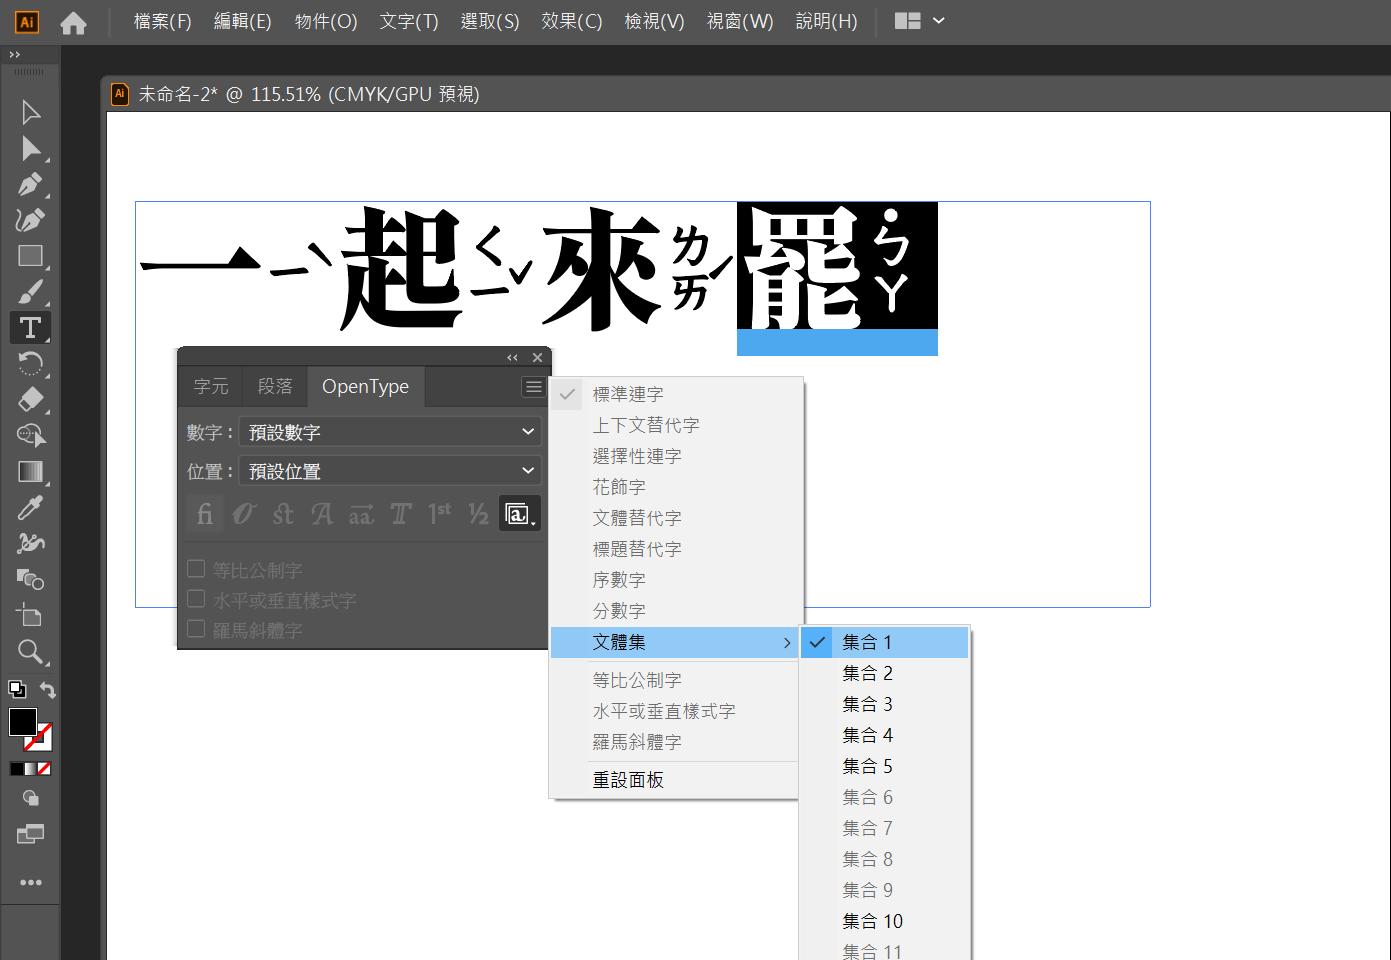 Ai 檔案(F) 編輯(E) 物件(O) 文字(T) 選取(S) 效果(C) 檢視(V) 視窗(W) 說明(H)
Ai 未命名-2* @ 115.51% (CMYK/GPU 預視)
一ㄧˋ起ㄑㄧˇ來ㄌㄞˊ罷˙ㄅㄚ
字元 段落 OpenType
數字: 預設數字
位置: 預設位置
fi O st A aa T 1st ½ a
等比公制字
水平或垂直樣式字
羅馬斜體字
標準連字
上下文替代字
選擇性連字
花飾字
文體替代字
標題替代字
序數字
分數字
文體集
等比公制字
水平或垂直樣式字
羅馬斜體字
重設面板
集合 1
集合 2
集合 3
集合 4
集合 5
集合 6
集合 7
集合 8
集合 9
集合 10
集合 11